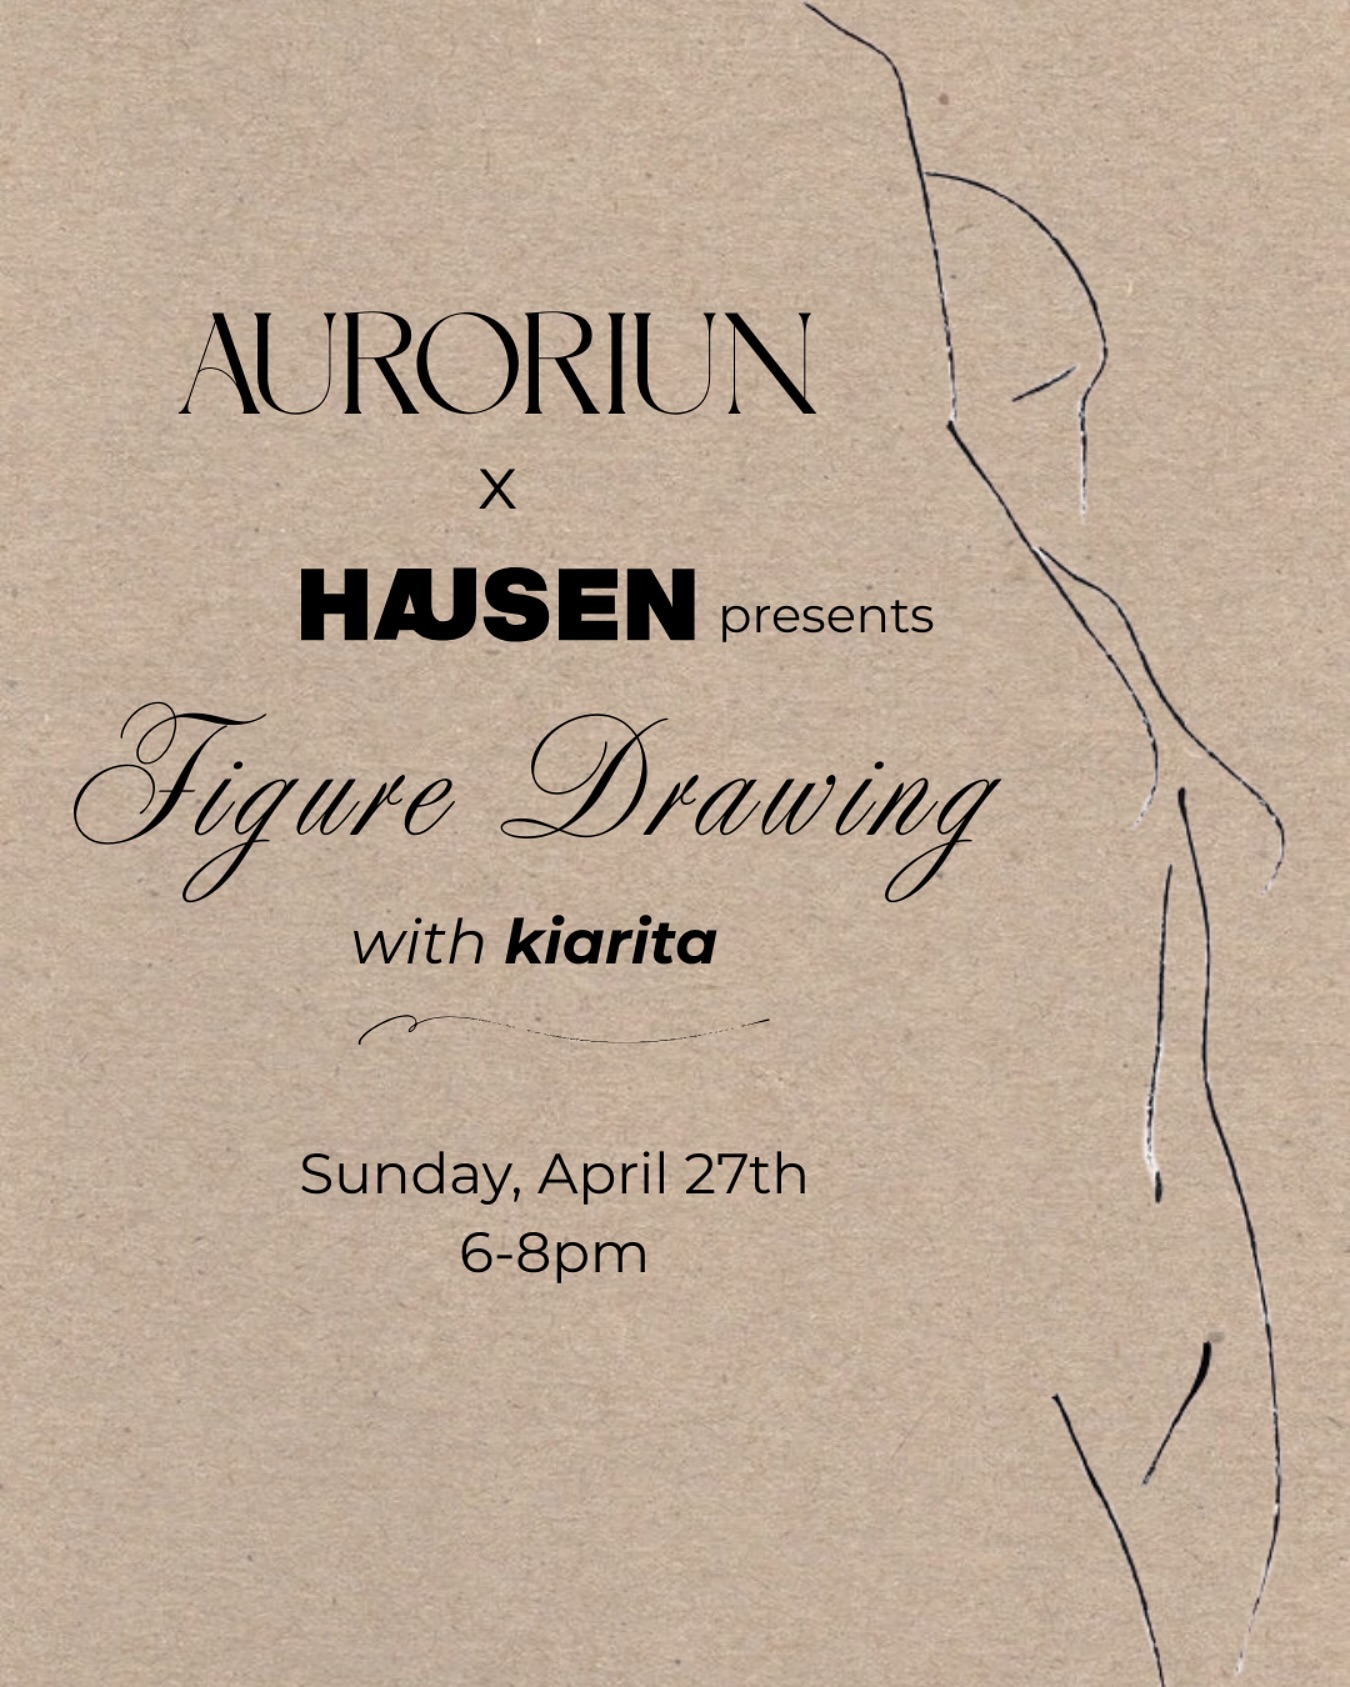 AURORIUN
x
HAUSEN presents
Figure Drawing
with kiarita
Sunday, April 27th
6-8pm